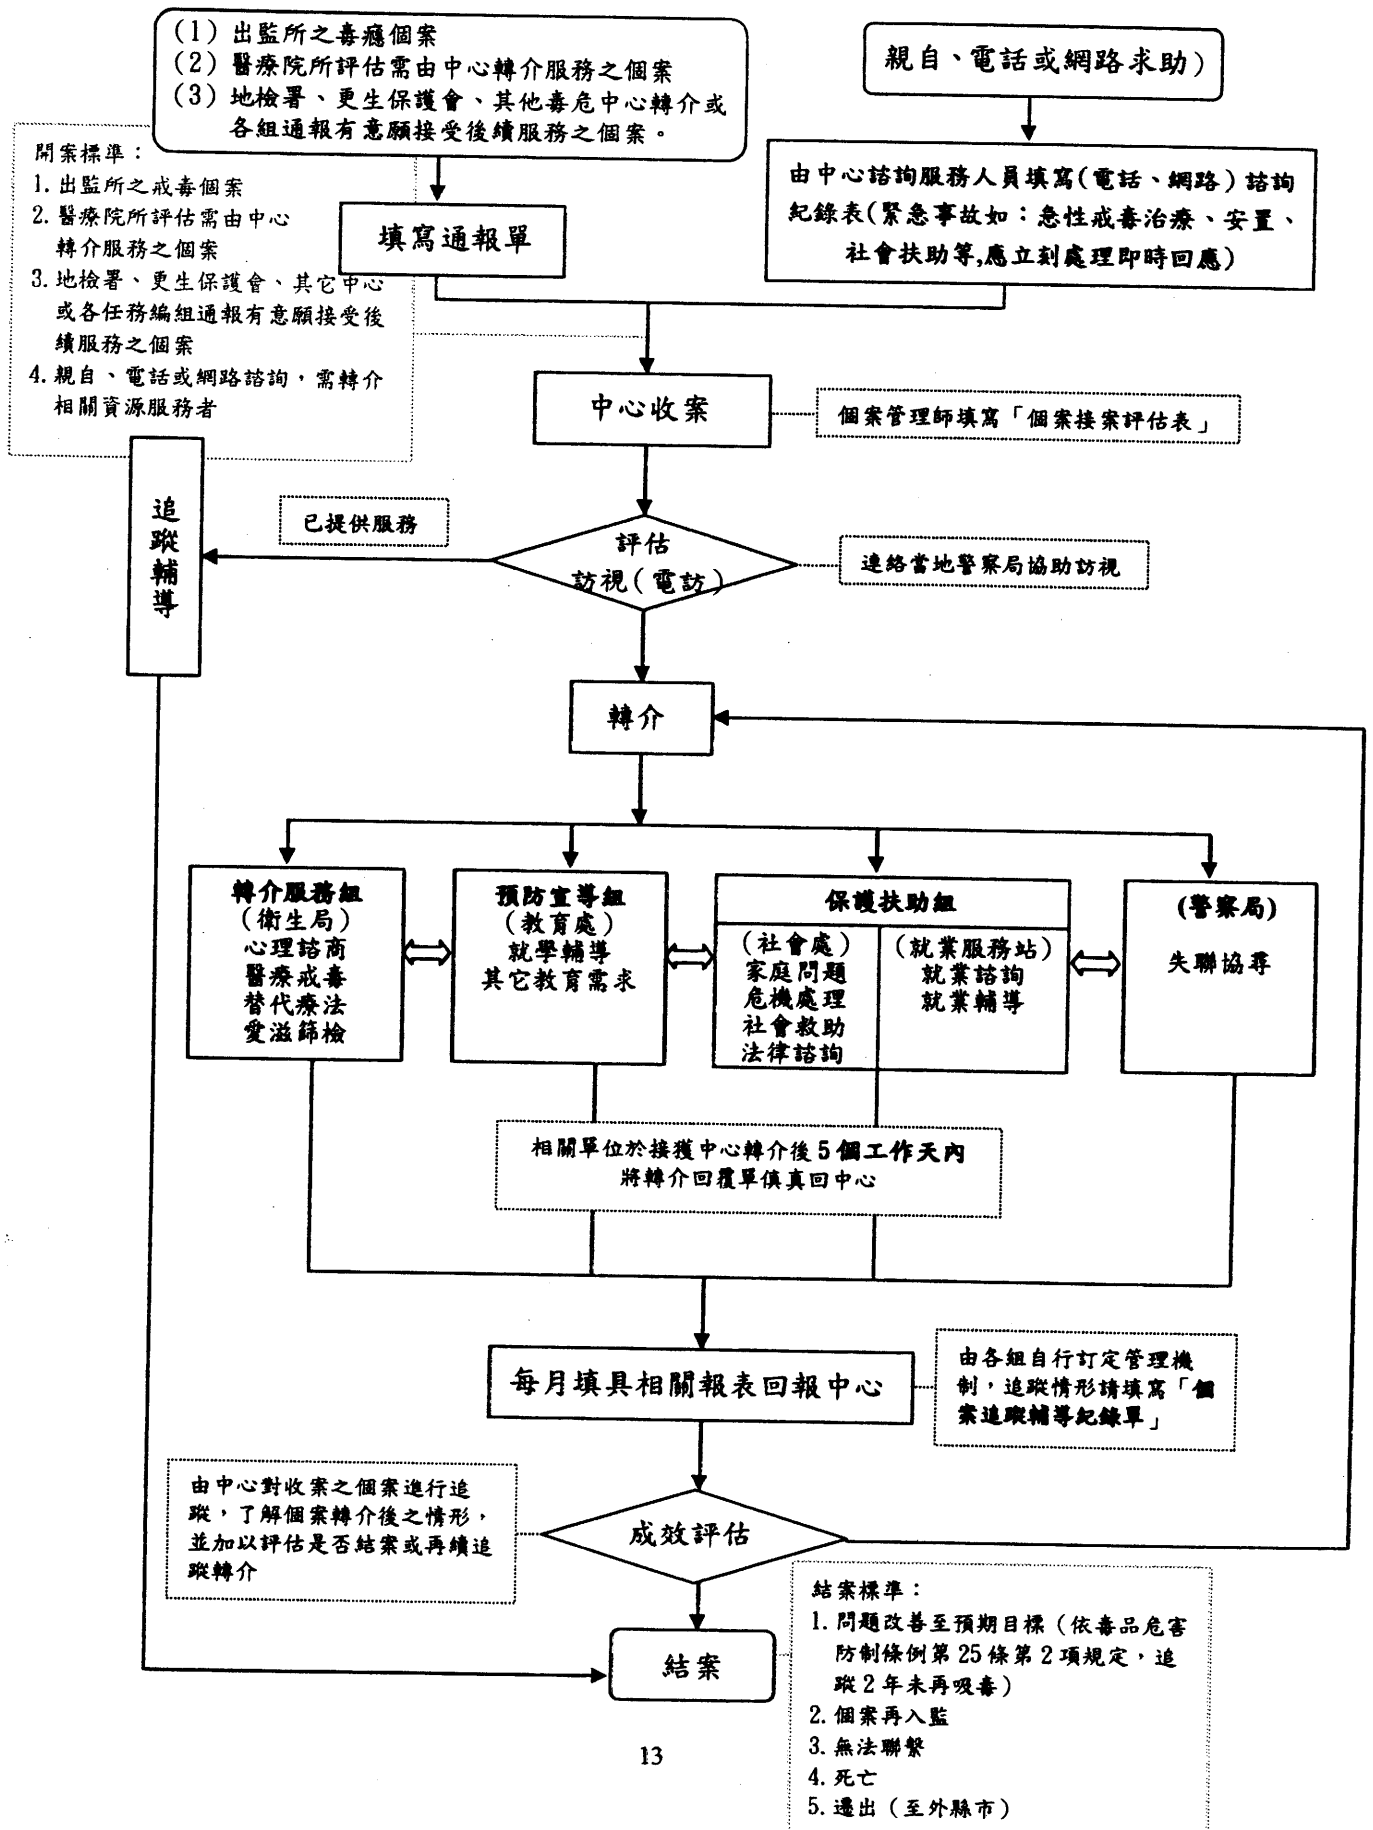 (1) 出監所之毒癮個案
(2) 醫療院所評估需由中心轉介服務之個案
(3) 地檢署、更生保護會、其他毒危中心轉介或
各組通報有意願接受後續服務之個案。
親自、電話或網路求助)
開案標準：
1. 出監所之戒毒個案
2. 醫療院所評估需由中心
轉介服務之個案
3. 地檢署、更生保護會、其它中心
或各任務編組通報有意願接受後
續服務之個案
4. 親自、電話或網路諮詢，需轉介
相關資源服務者
填寫通報單
由中心諮詢服務人員填寫(電話、網路)諮詢
紀錄表(緊急事故如：急性戒毒治療、安置、
社會扶助等,應立刻處理即時回應)
中心收案
個案管理師填寫「個案接案評估表」
追蹤輔導
已提供服務
評估
訪視(電訪)
連絡當地警察局協助訪視
轉介
轉介服務組
(衛生局)
心理諮商
醫療戒毒
替代療法
愛滋篩檢
預防宣導組
(教育處)
就學輔導
其它教育需求
保護扶助組
(社會處)
家庭問題
危機處理
社會救助
法律諮詢
(就業服務站)
就業諮詢
就業輔導
(警察局)
失聯協尋
相關單位於接獲中心轉介後5個工作天內
將轉介回覆單傎真回中心
每月填具相關報表回報中心
由各組自行訂定管理機
制，追蹤情形請填寫「個
案追蹤輔導紀錄單」
由中心對收案之個案進行追
蹤，了解個案轉介後之情形，
並加以評估是否結案或再續追
蹤轉介
成效評估
結案
結案標準：
1. 問題改善至預期目標（依毒品危害
防制條例第25條第2項規定，追
蹤2年未再吸毒）
2. 個案再入監
3. 無法聯繫
4. 死亡
5. 遷出（至外縣市）
13